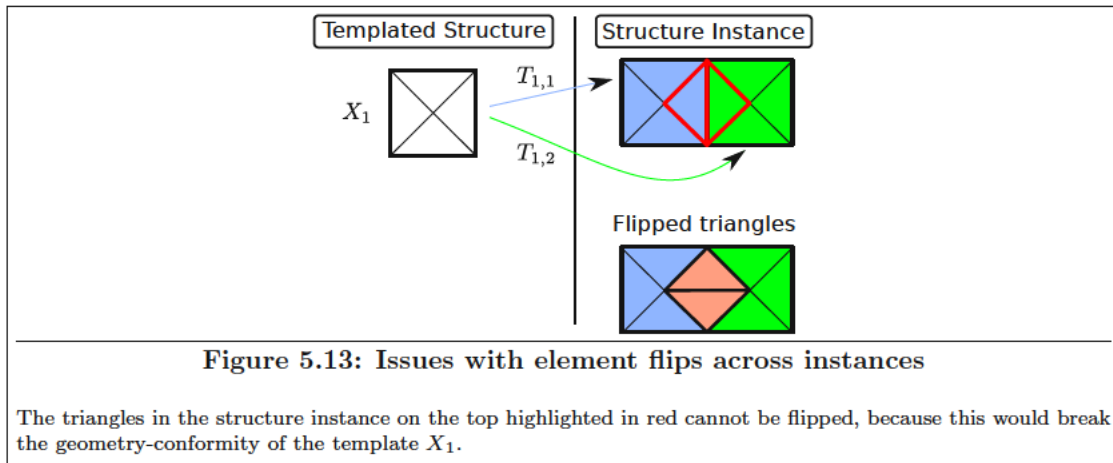 Templated Structure
Structure Instance
X₁
T₁,₁
T₁,₂
Flipped triangles
Figure 5.13: Issues with element flips across instances
The triangles in the structure instance on the top highlighted in red cannot be flipped, because this would break
the geometry-conformity of the template X₁.